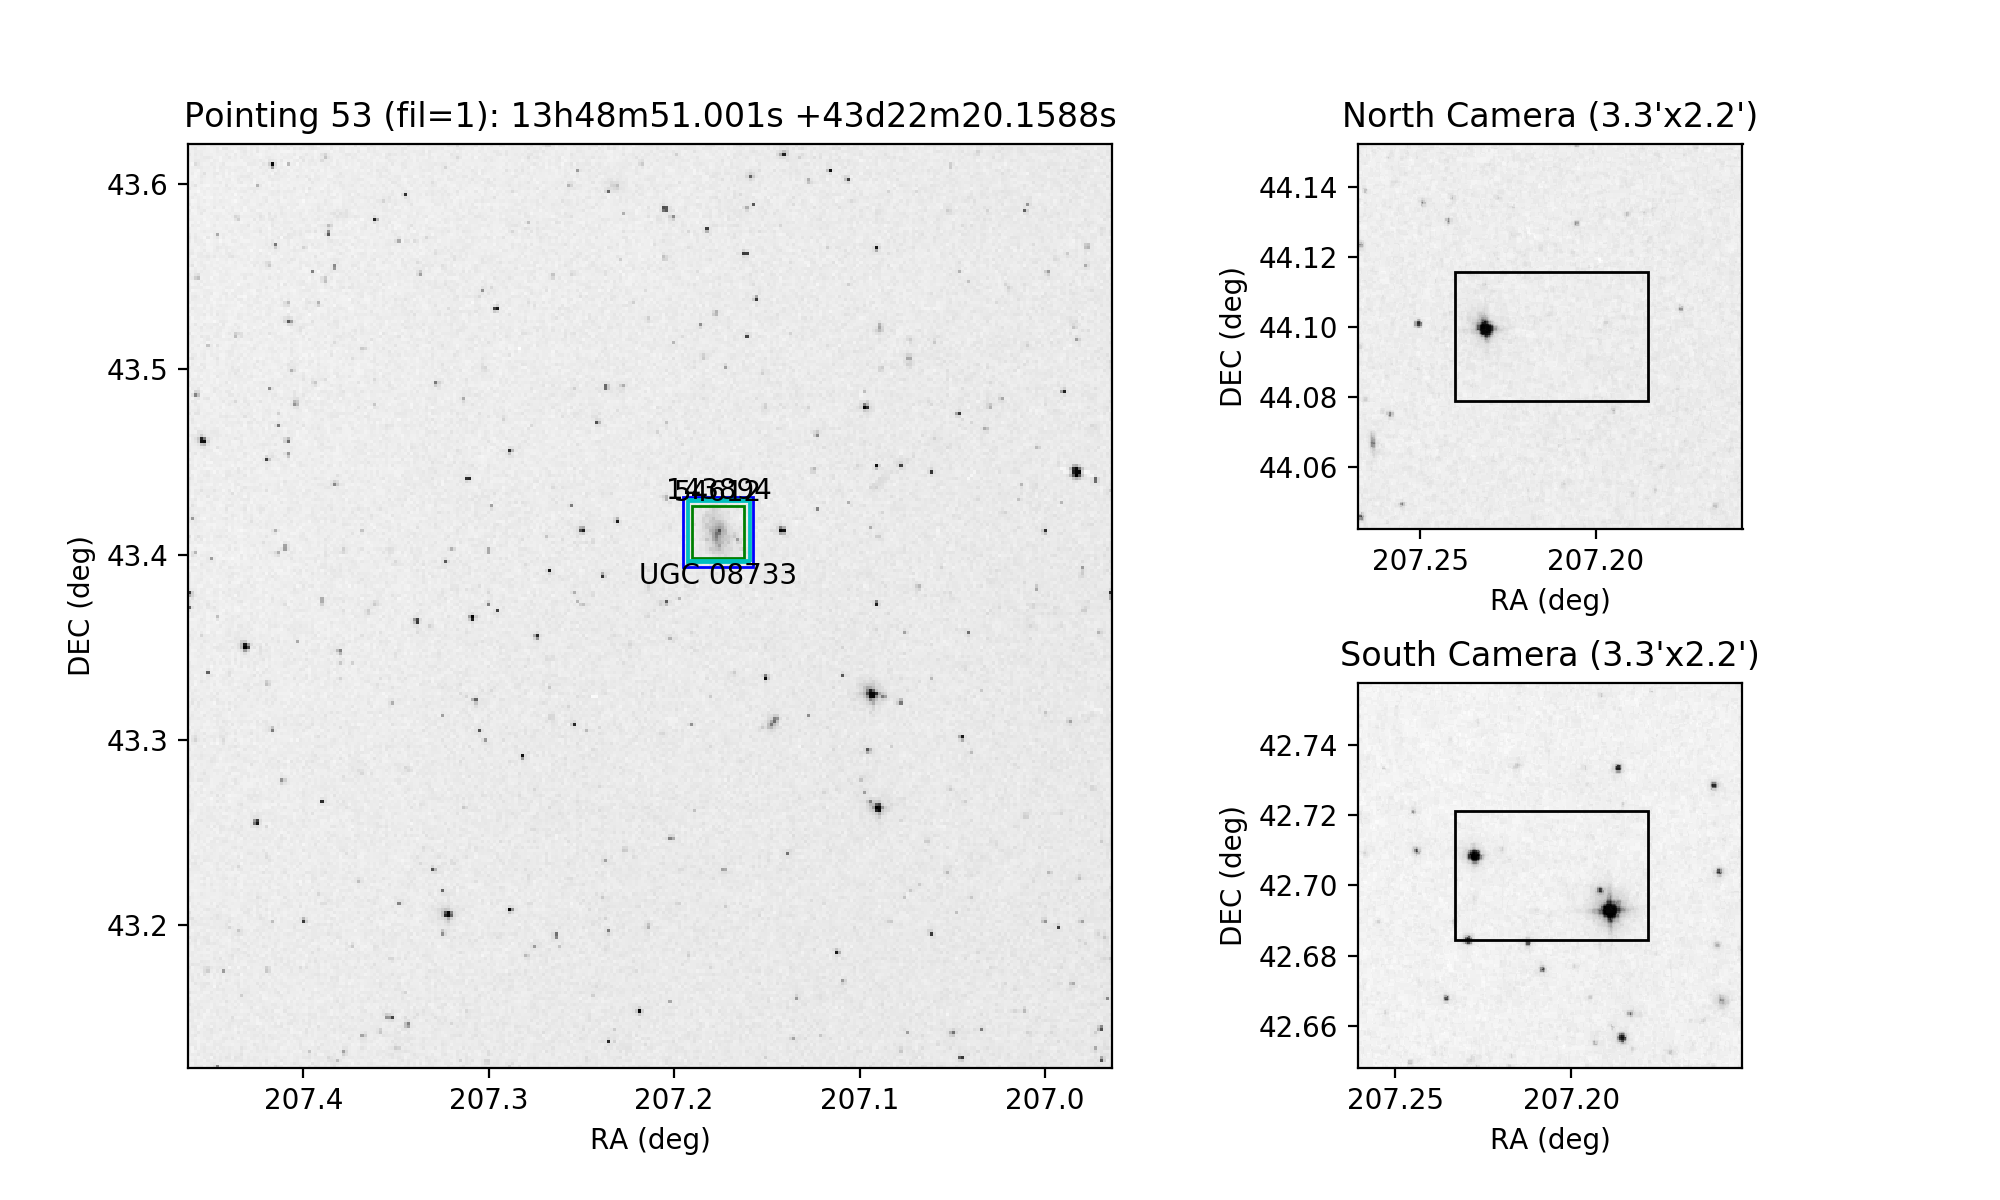 Pointing 53 (fil=1): 13h48m51.001s +43d22m20.1588s
43.6
43.5
43.4
43.3
43.2
DEC (deg)
UGC 08733
207.4 207.3 207.2 207.1 207.0
RA (deg)
North Camera (3.3'x2.2')
44.14
44.12
44.10
44.08
44.06
DEC (deg)
207.25 207.20
RA (deg)
South Camera (3.3'x2.2')
42.74
42.72
42.70
42.68
42.66
DEC (deg)
207.25 207.20
RA (deg)